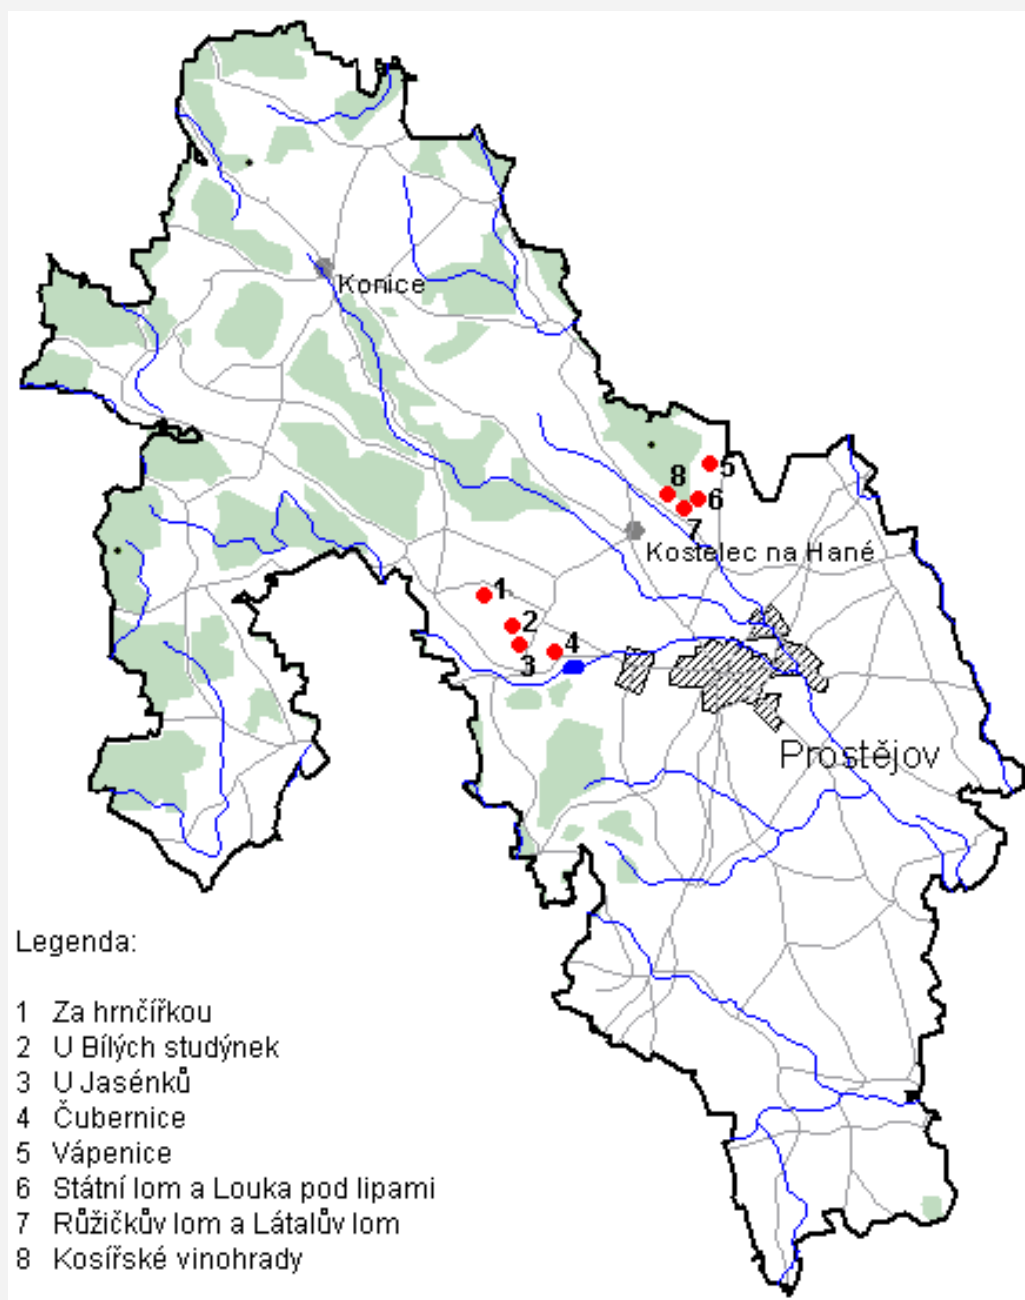 Konice
5
8
6
7
Kostelec na Hané
1
2
4
3
Prostějov
Legenda:
1 Za hrnčířkou
2 U Bílých studýnek
3 U Jasénků
4 Čubernice
5 Vápenice
6 Státní lom a Louka pod lipami
7 Růžičkův lom a Látalův lom
8 Kosířské vinohrady